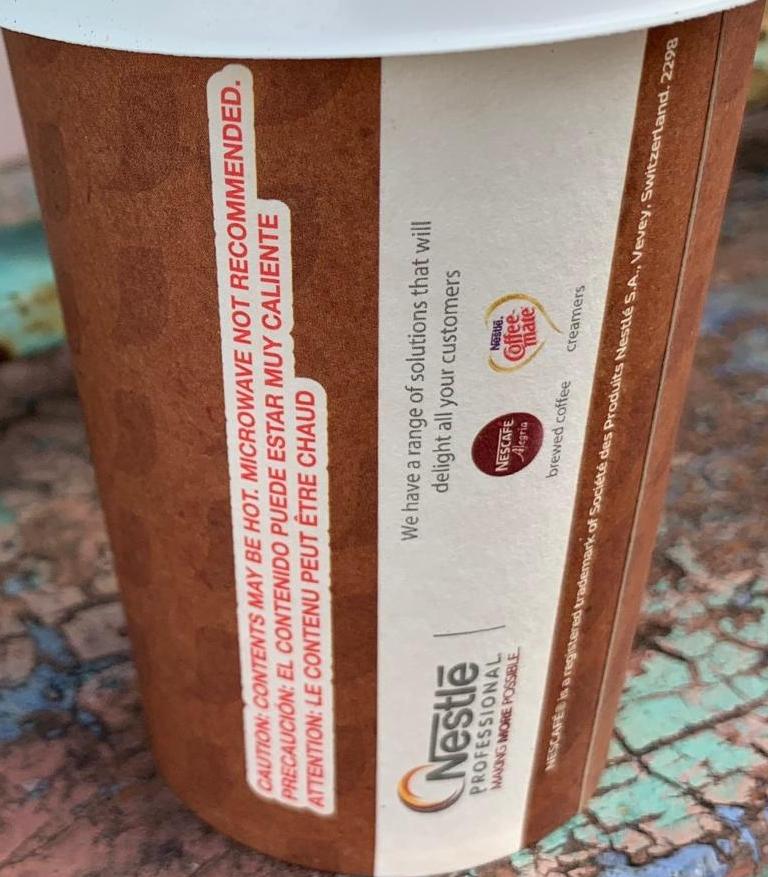 CAUTION: CONTENTS MAY BE HOT. MICROWAVE NOT RECOMMENDED.
PRECAUCIÓN: EL CONTENIDO PUEDE ESTAR MUY CALIENTE
ATTENTION: LE CONTENU PEUT ÊTRE CHAUD
Nestlé
PROFESSIONAL.
MAKING MORE POSSIBLE
We have a range of solutions that will
delight all your customers
NESCAFÉ
Alegria
brewed coffee
Nestlé.
Coffee-
mate
creamers
NESCAFÉ® is a registered trademark of Société des Produits Nestlé S.A., Vevey, Switzerland. 2298